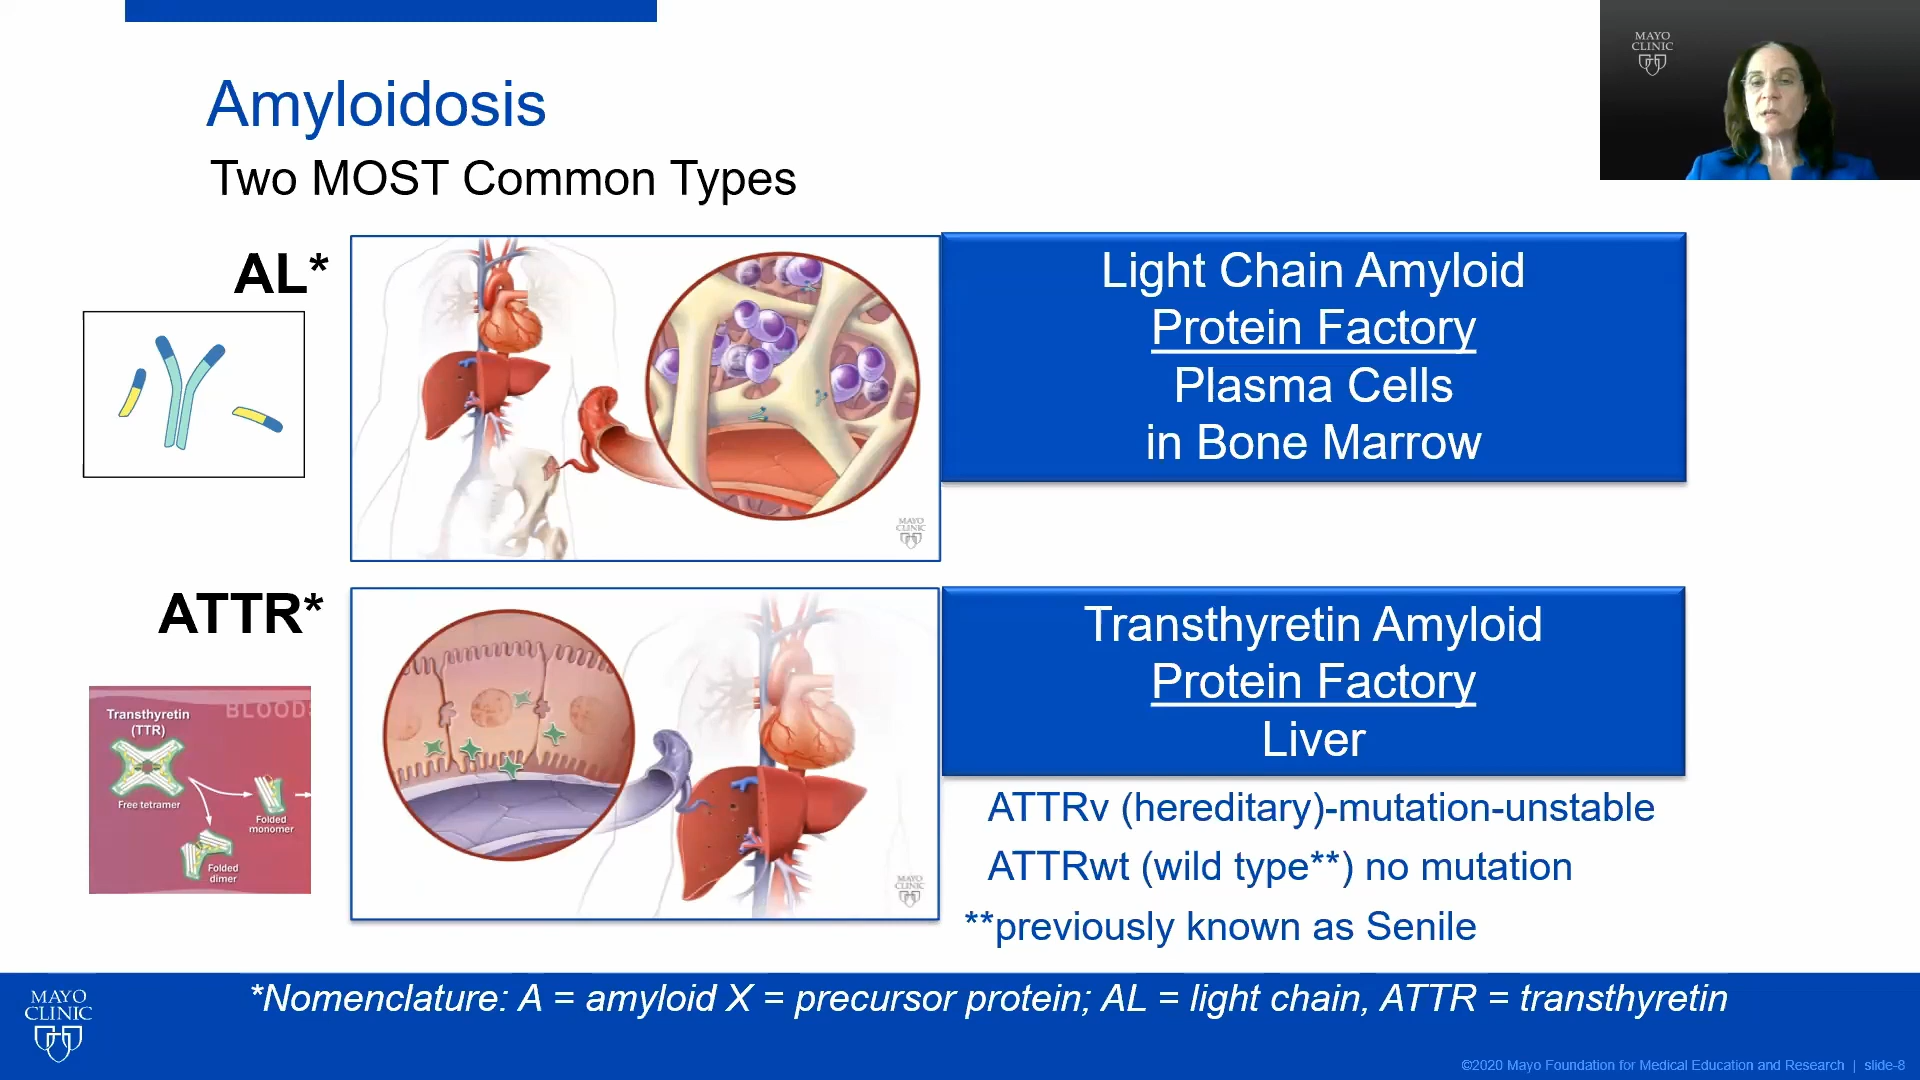 MAYO
CLINIC
Amyloidosis
Two MOST Common Types
AL*
Light Chain Amyloid
Protein Factory
Plasma Cells
in Bone Marrow
MAYO
CLINIC
ATTR*
Transthyretin Amyloid
Protein Factory
Liver
BLOODS
Transthyretin
(TTR)
Free tetramer
Folded
monomer
Folded
dimer
MAYO
CLINIC
ATTRv (hereditary)-mutation-unstable
ATTRwt (wild type**) no mutation
**previously known as Senile
MAYO
CLINIC
*Nomenclature: A = amyloid X = precursor protein; AL = light chain, ATTR = transthyretin
©2020 Mayo Foundation for Medical Education and Research | slide-8